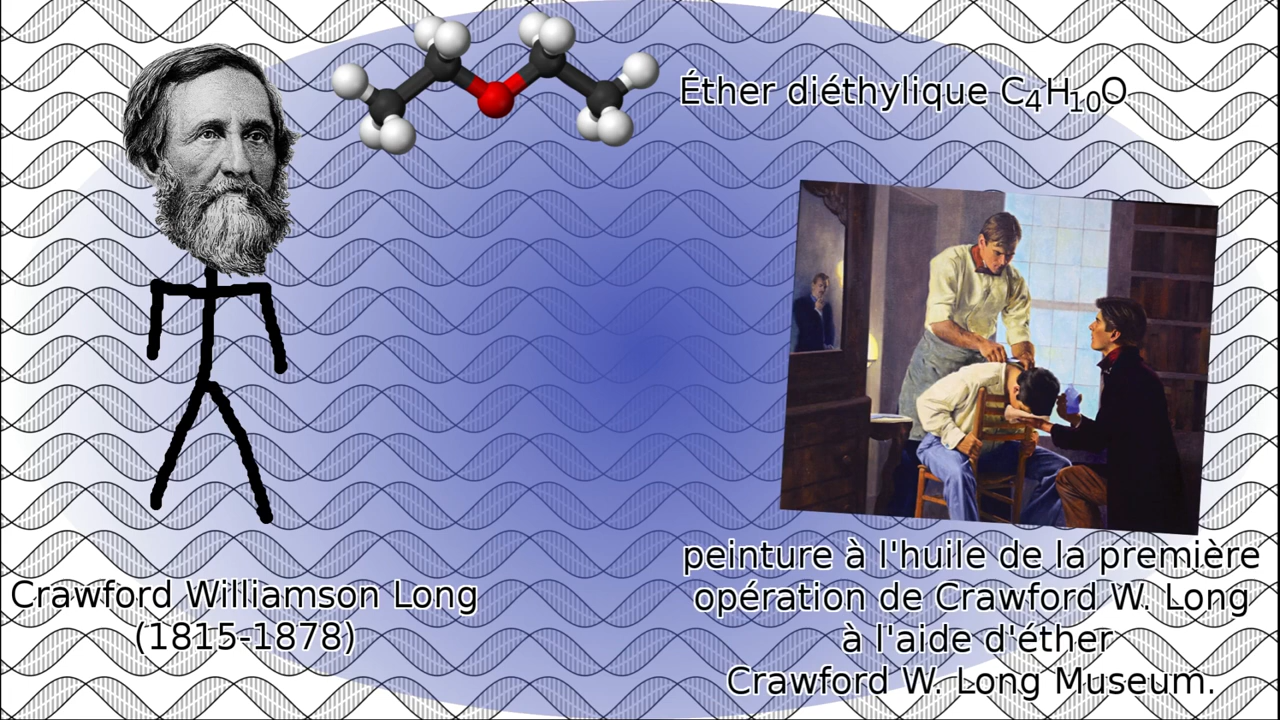 Éther diéthylique C₄H₁₀O
Crawford Williamson Long
(1815-1878)
peinture à l'huile de la première
opération de Crawford W. Long
à l'aide d'éther
Crawford W. Long Museum.